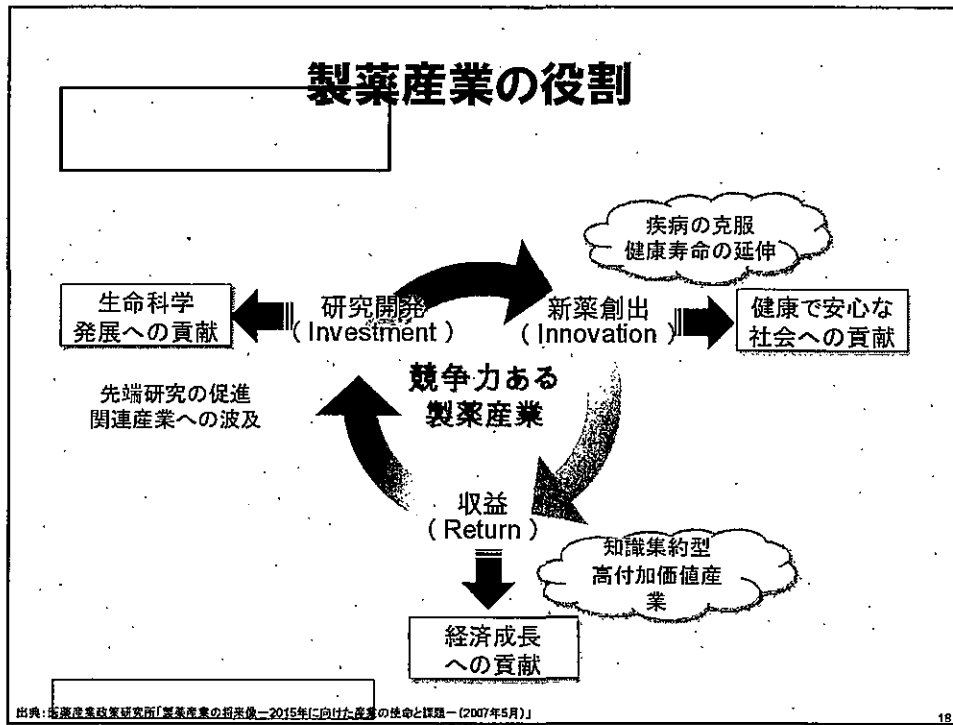 製薬産業の役割
疾病の克服
健康寿命の延伸
生命科学
発展への貢献
研究開発
(Investment)
新薬創出
(Innovation)
健康で安心な
社会への貢献
競争力ある
製薬産業
先端研究の促進
関連産業への波及
収益
(Return)
知識集約型
高付加価値産
業
経済成長
への貢献
出典:医薬産業政策研究所「製薬産業の将来像－2015年に向けた産業の使命と課題－(2007年5月)」
18